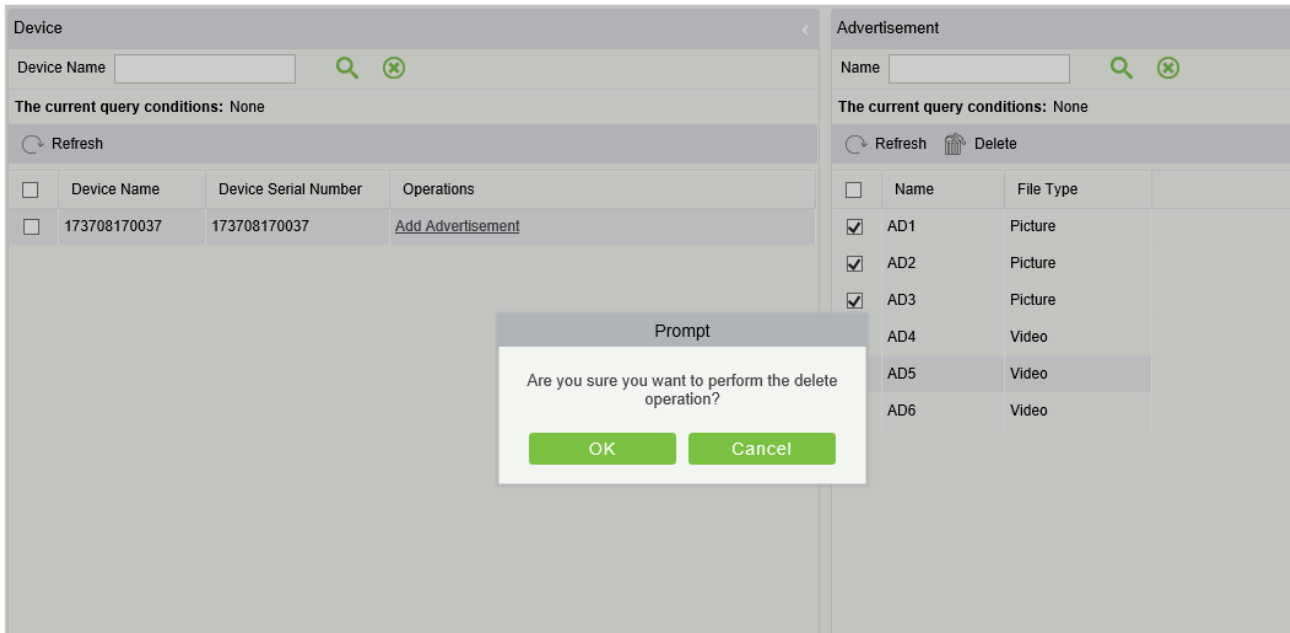 Device
Device Name
The current query conditions: None
Refresh
Device Name Device Serial Number Operations
173708170037 173708170037 Add Advertisement
Advertisement
Name
The current query conditions: None
Refresh Delete
Name File Type
AD1 Picture
AD2 Picture
AD3 Picture
AD4 Video
AD5 Video
AD6 Video
Prompt
Are you sure you want to perform the delete
operation?
OK Cancel